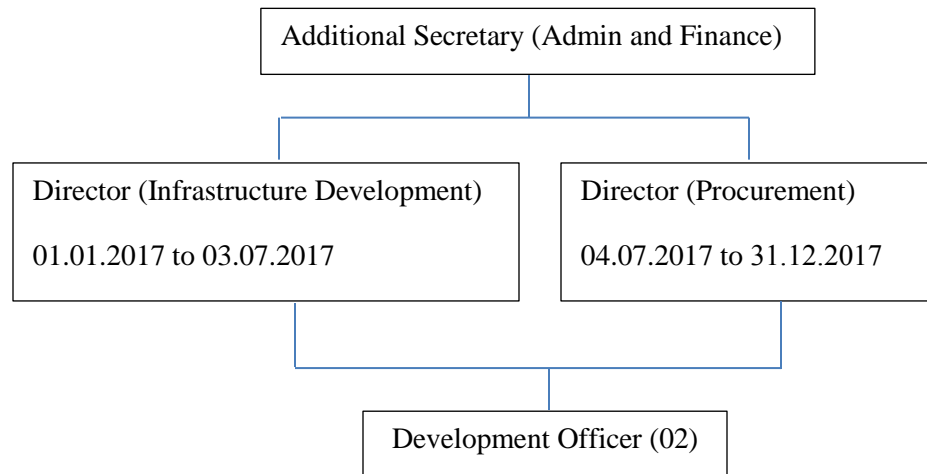 Additional Secretary (Admin and Finance)
Director (Infrastructure Development)
01.01.2017 to 03.07.2017
Director (Procurement)
04.07.2017 to 31.12.2017
Development Officer (02)